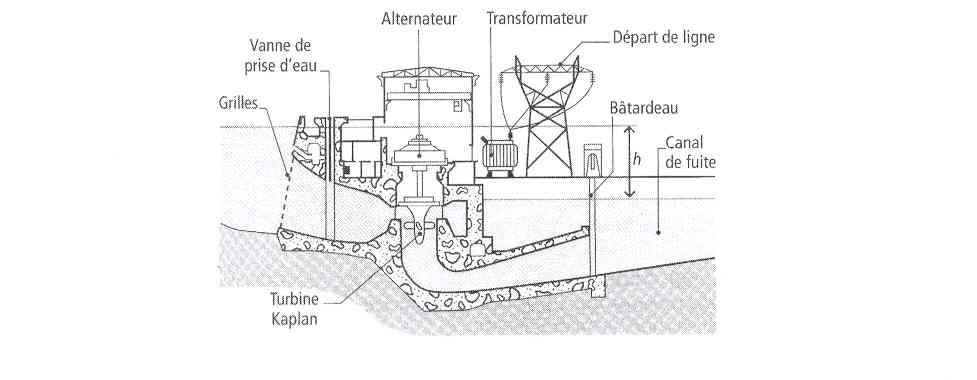 Alternateur
Transformateur
Départ de ligne
Vanne de
prise d'eau
Grilles
Bâtardeau
h
Canal
de fuite
Turbine
Kaplan